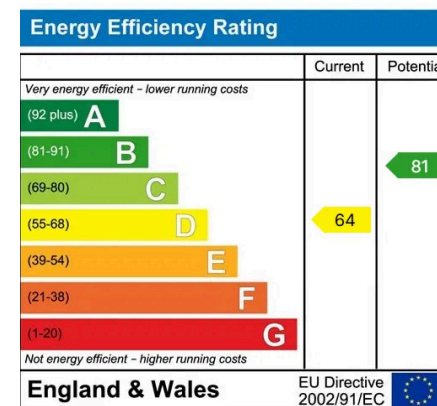 Energy Efficiency Rating
Current Potentia
Very energy efficient – lower running costs
(92 plus) A
(81-91) B
81
(69-80) C
(55-68) D
64
(39-54) E
(21-38) F
(1-20) G
Not energy efficient – higher running costs
England & Wales
EU Directive
2002/91/EC